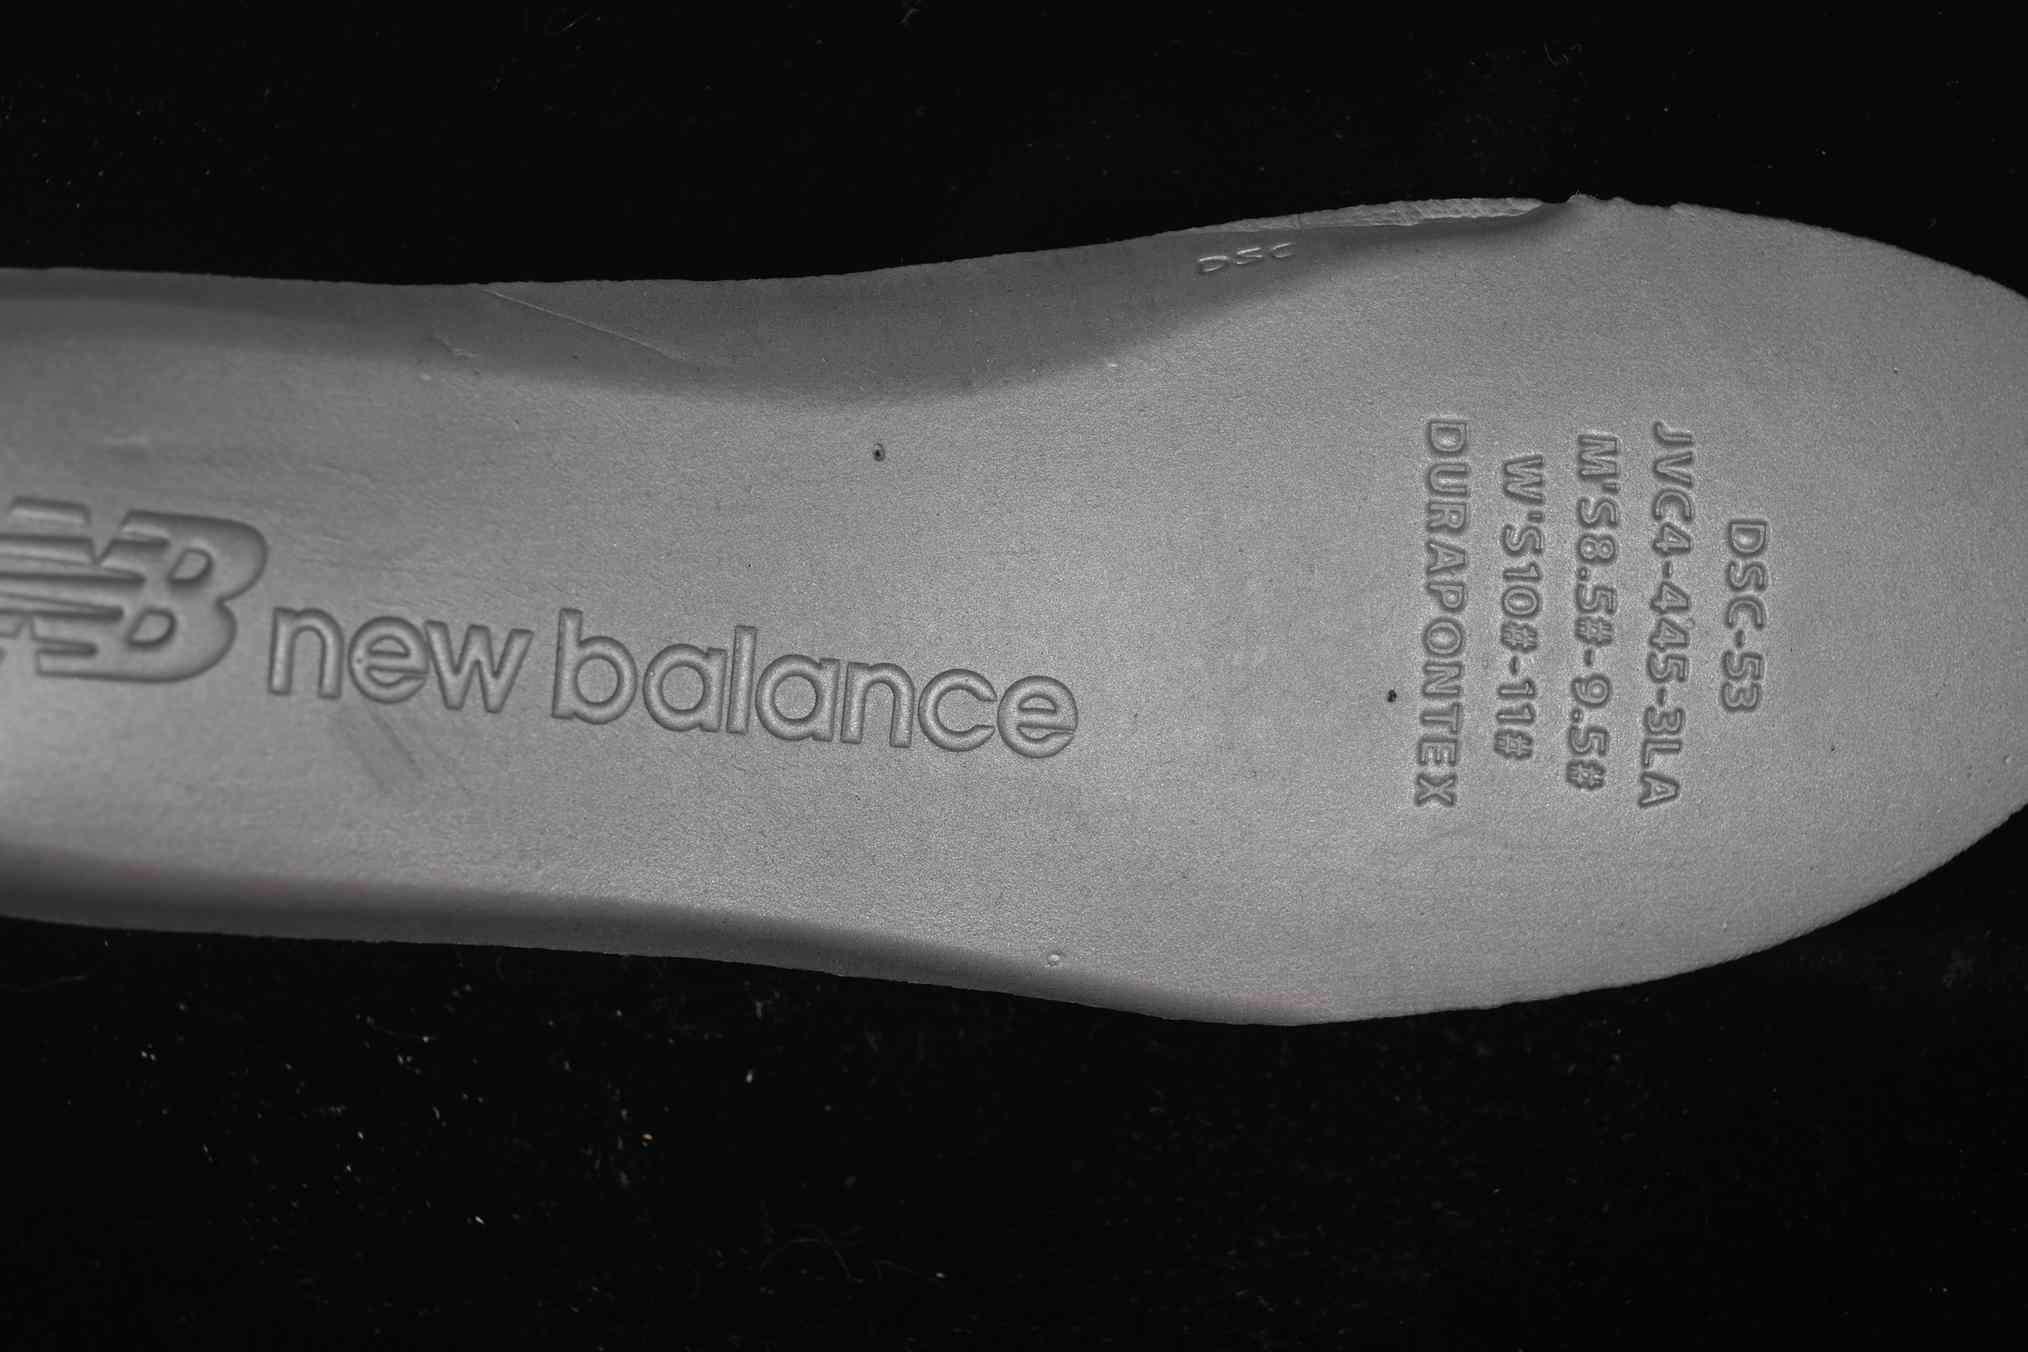 DSC
NB
new balance
DSC-53
JVC4-445-3LA
M'S8.5#-9.5#
W'S10#-11#
DURAPONTEX